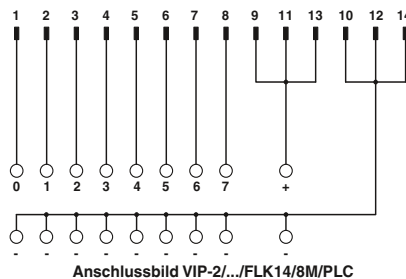 1 2 3 4 5 6 7 8 9 11 13 10 12 14
0 1 2 3 4 5 6 7 +
- - - - - - - - -
Anschlussbild VIP-2/.../FLK14/8M/PLC